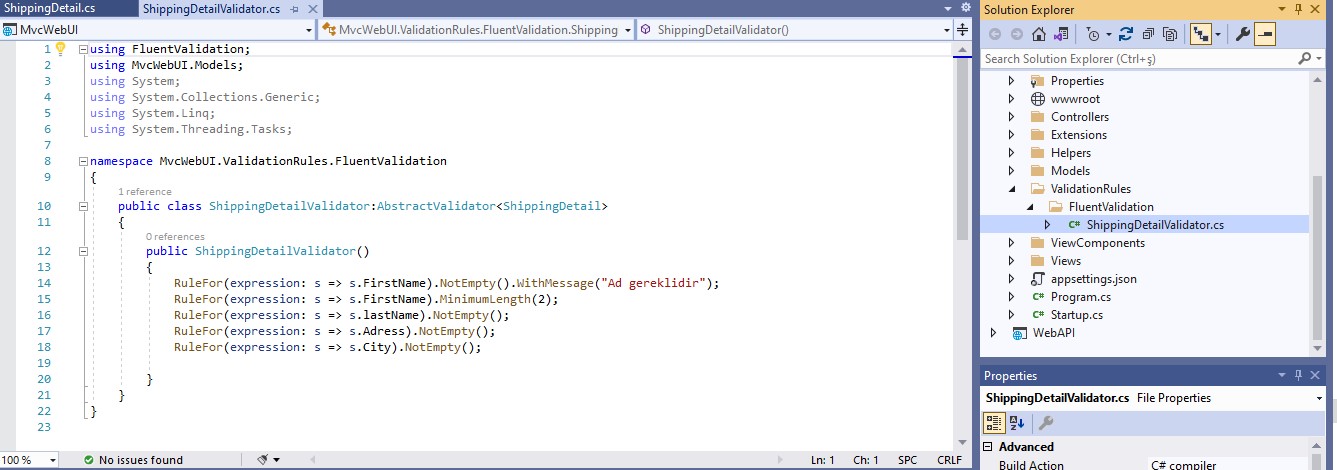 ShippingDetail.cs
ShippingDetailValidator.cs
MvcWebUI
MvcWebUI.ValidationRules.FluentValidation.Shipping
ShippingDetailValidator()
1 using FluentValidation;
2 using MvcWebUI.Models;
3 using System;
4 using System.Collections.Generic;
5 using System.Linq;
6 using System.Threading.Tasks;
7
8 namespace MvcWebUI.ValidationRules.FluentValidation
9 {
1 reference
10 public class ShippingDetailValidator:AbstractValidator<ShippingDetail>
11 {
0 references
12 public ShippingDetailValidator()
13 {
14 RuleFor(expression: s => s.FirstName).NotEmpty().WithMessage("Ad gereklidir");
15 RuleFor(expression: s => s.FirstName).MinimumLength(2);
16 RuleFor(expression: s => s.lastName).NotEmpty();
17 RuleFor(expression: s => s.Adress).NotEmpty();
18 RuleFor(expression: s => s.City).NotEmpty();
19
20 }
21 }
22 }
23
100 %
No issues found
Ln: 1
Ch: 1
SPC
CRLF
Solution Explorer
Search Solution Explorer (Ctrl+ş)
Properties
wwwroot
Controllers
Extensions
Helpers
Models
ValidationRules
FluentValidation
C# ShippingDetailValidator.cs
ViewComponents
Views
appsettings.json
C# Program.cs
C# Startup.cs
WebAPI
Properties
ShippingDetailValidator.cs File Properties
Advanced
Build Action C# compiler